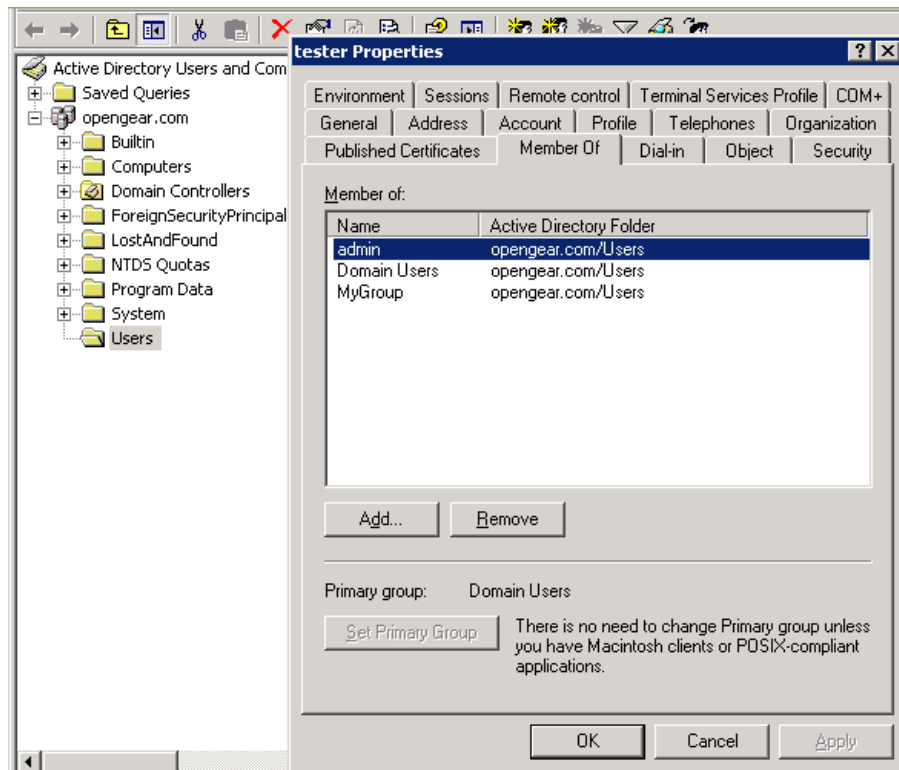 tester Properties
?
Active Directory Users and Com
Saved Queries
opengear.com
Builtin
Computers
Domain Controllers
ForeignSecurityPrincipal
LostAndFound
NTDS Quotas
Program Data
System
Users
Environment Sessions Remote control Terminal Services Profile COM+
General Address Account Profile Telephones Organization
Published Certificates Member Of Dial-in Object Security
Member of:
Name Active Directory Folder
admin opengear.com/Users
Domain Users opengear.com/Users
MyGroup opengear.com/Users
Add... Remove
Primary group: Domain Users
Set Primary Group
There is no need to change Primary group unless
you have Macintosh clients or POSIX-compliant
applications.
OK Cancel Apply